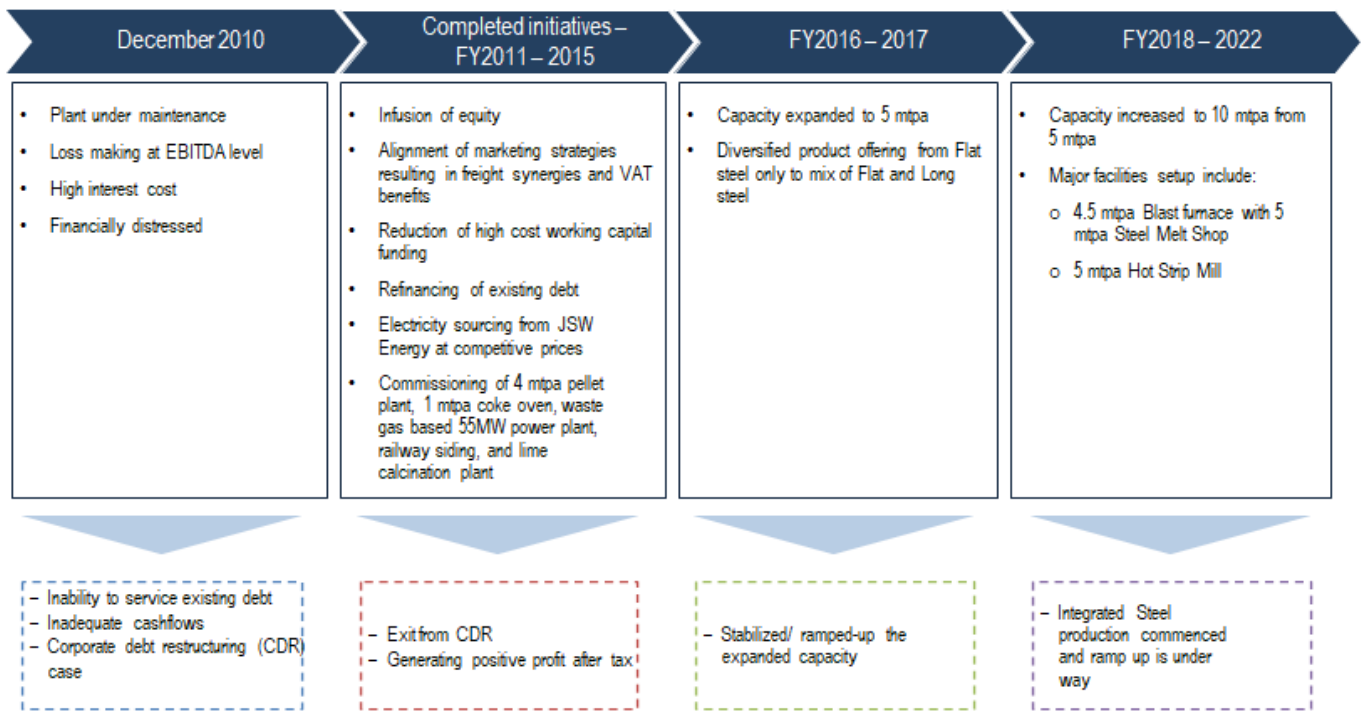 December 2010
Completed initiatives –
FY2011 – 2015
FY2016 – 2017
FY2018 – 2022
• Plant under maintenance
• Loss making at EBITDA level
• High interest cost
• Financially distressed
• Infusion of equity
• Alignment of marketing strategies
resulting in freight synergies and VAT
benefits
• Reduction of high cost working capital
funding
• Refinancing of existing debt
• Electricity sourcing from JSW
Energy at competitive prices
• Commissioning of 4 mtpa pellet
plant, 1 mtpa coke oven, waste
gas based 55MW power plant,
railway siding, and lime
calcination plant
• Capacity expanded to 5 mtpa
• Diversified product offering from Flat
steel only to mix of Flat and Long
steel
• Capacity increased to 10 mtpa from
5 mtpa
• Major facilities setup include:
o 4.5 mtpa Blast furnace with 5
mtpa Steel Melt Shop
o 5 mtpa Hot Strip Mill
– Inability to service existing debt
– Inadequate cashflows
– Corporate debt restructuring (CDR)
case
– Exit from CDR
– Generating positive profit after tax
– Stabilized/ ramped-up the
expanded capacity
– Integrated Steel
production commenced
and ramp up is under
way